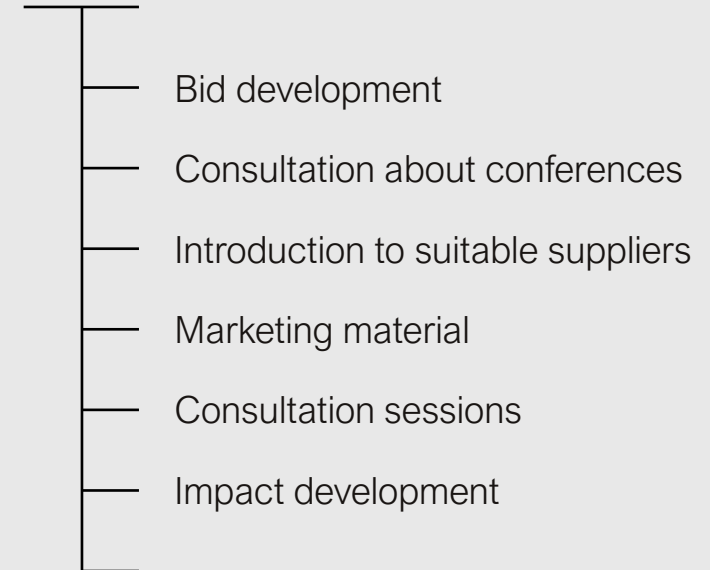 Bid development
Consultation about conferences
Introduction to suitable suppliers
Marketing material
Consultation sessions
Impact development